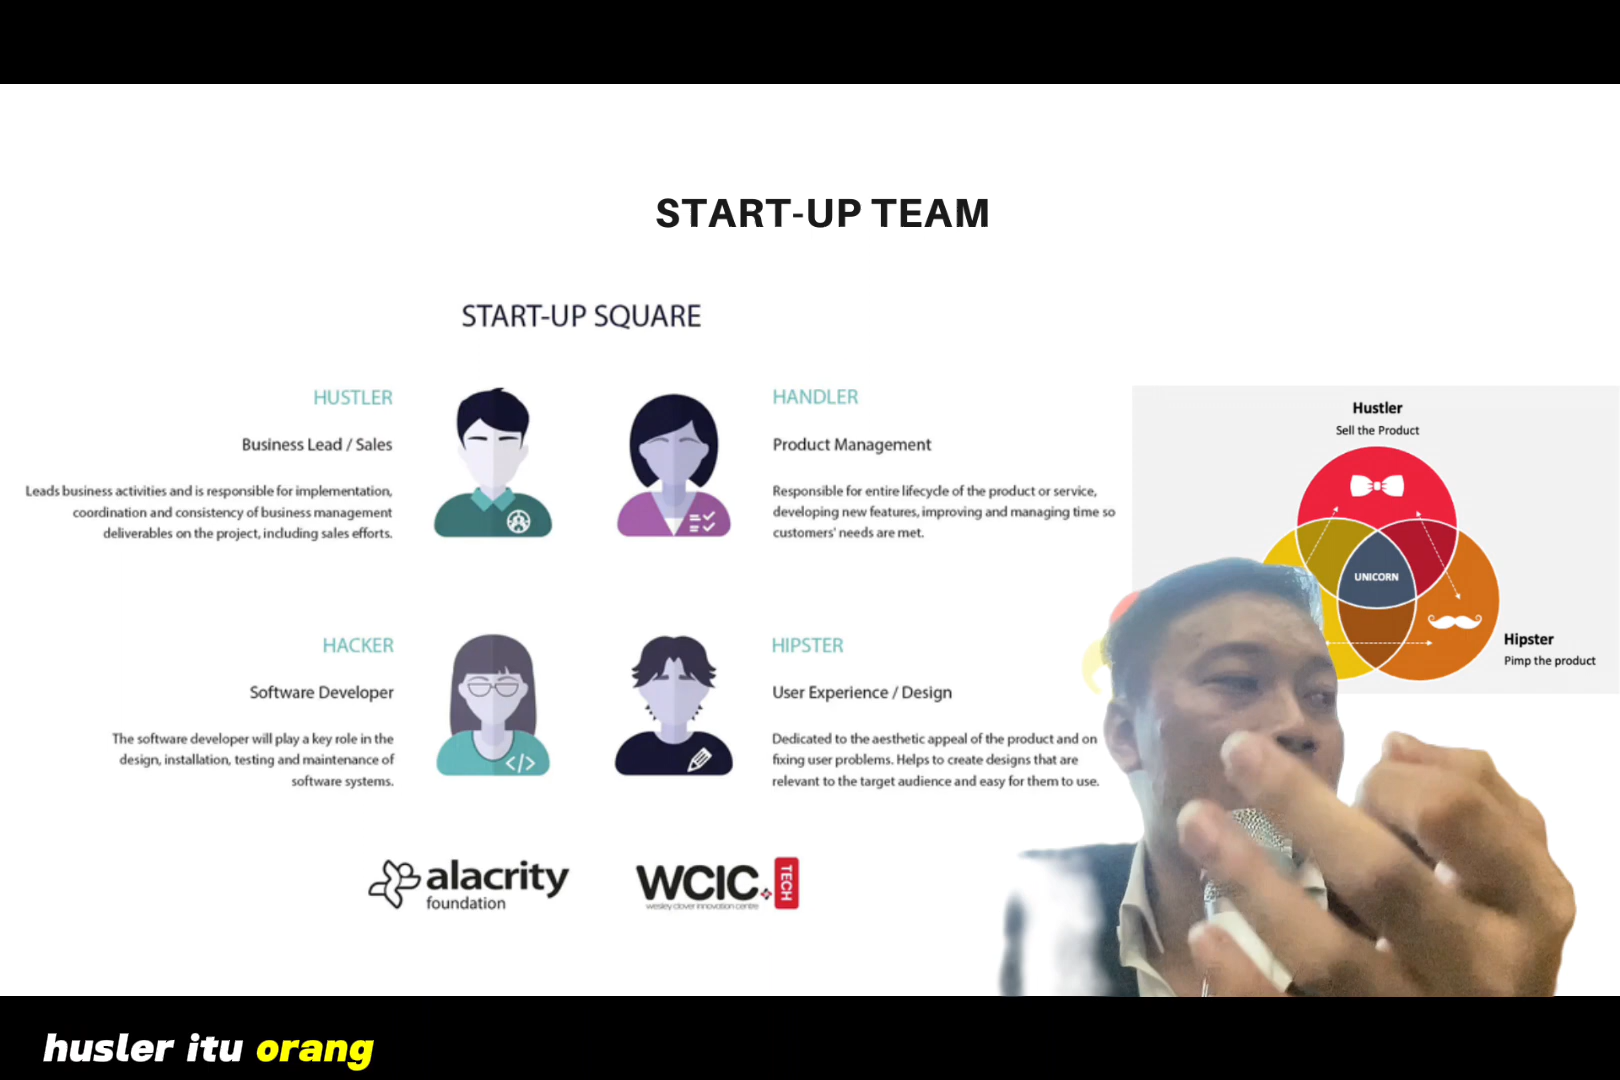 START-UP TEAM
START-UP SQUARE
HUSTLER
Business Lead / Sales
Leads business activities and is responsible for implementation,
coordination and consistency of business management
deliverables on the project, including sales efforts.
HANDLER
Product Management
Responsible for entire lifecycle of the product or service,
developing new features, improving and managing time so
customers' needs are met.
HACKER
Software Developer
The software developer will play a key role in the
design, installation, testing and maintenance of
software systems.
</>
HIPSTER
User Experience / Design
Dedicated to the aesthetic appeal of the product and on
fixing user problems. Helps to create designs that are
relevant to the target audience and easy for them to use.
alacrity
foundation
WCIC
TECH
wesley clover innovation centre
Hustler
Sell the Product
UNICORN
Hipster
Pimp the product
husler itu orang